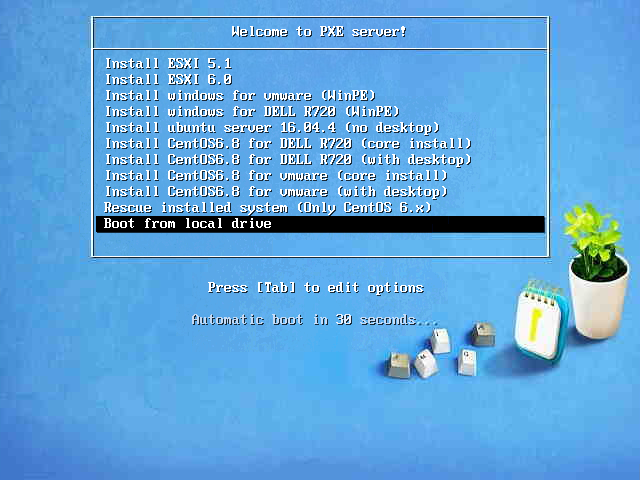 Welcome to PXE server!
Install ESXI 5.1
Install ESXI 6.0
Install windows for vmware (WinPE)
Install windows for DELL R720 (WinPE)
Install ubuntu server 16.04.4 (no desktop)
Install CentOS6.8 for DELL R720 (core install)
Install CentOS6.8 for DELL R720 (with desktop)
Install CentOS6.8 for vmware (core install)
Install CentOS6.8 for vmware (with desktop)
Rescue installed system (Only CentOS 6.x)
Boot from local drive
Press [Tab] to edit options
Automatic boot in 30 seconds...
1